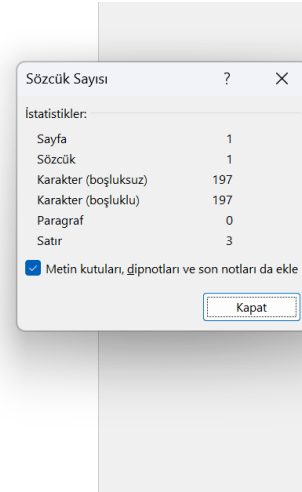 Sözcük Sayısı ?
İstatistikler:
Sayfa 1
Sözcük 1
Karakter (boşluksuz) 197
Karakter (boşluklu) 197
Paragraf 0
Satır 3
Metin kutuları, dipnotları ve son notları da ekle
Kapat